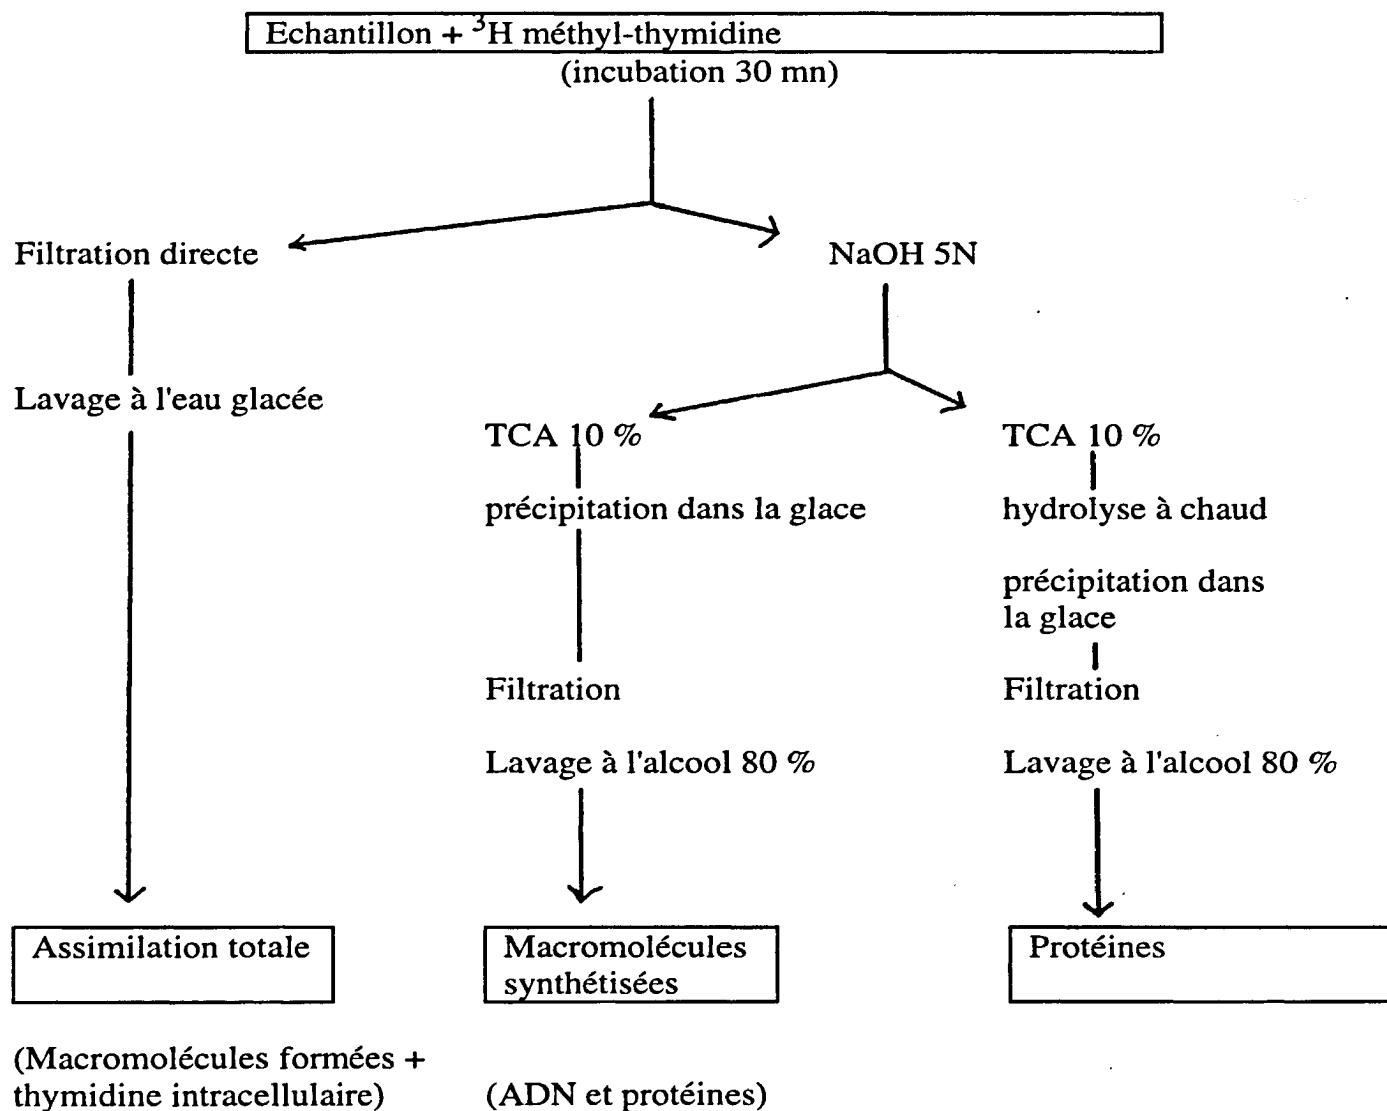 Echantillon + ³H méthyl-thymidine
(incubation 30 mn)
Filtration directe
NaOH 5N
Lavage à l'eau glacée
TCA 10 %
TCA 10 %
précipitation dans la glace
hydrolyse à chaud
précipitation dans
la glace
Filtration
Filtration
Lavage à l'alcool 80 %
Lavage à l'alcool 80 %
Assimilation totale
Macromolécules
synthétisées
Protéines
(Macromolécules formées +
thymidine intracellulaire)
(ADN et protéines)